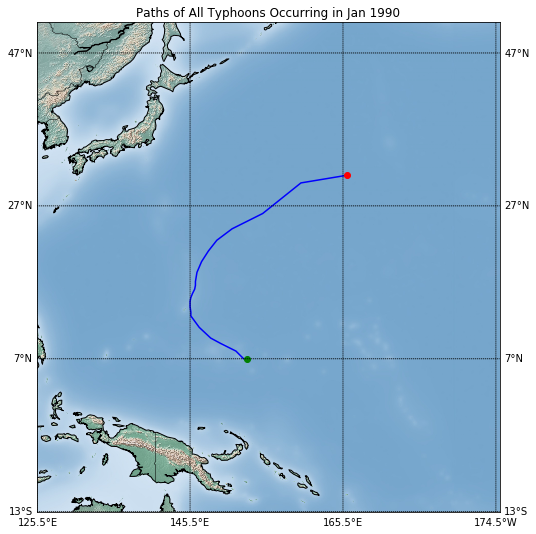 Paths of All Typhoons Occurring in Jan 1990
47°N 47°N
27°N 27°N
7°N 7°N
13°S 13°S
125.5°E 145.5°E 165.5°E 174.5°W